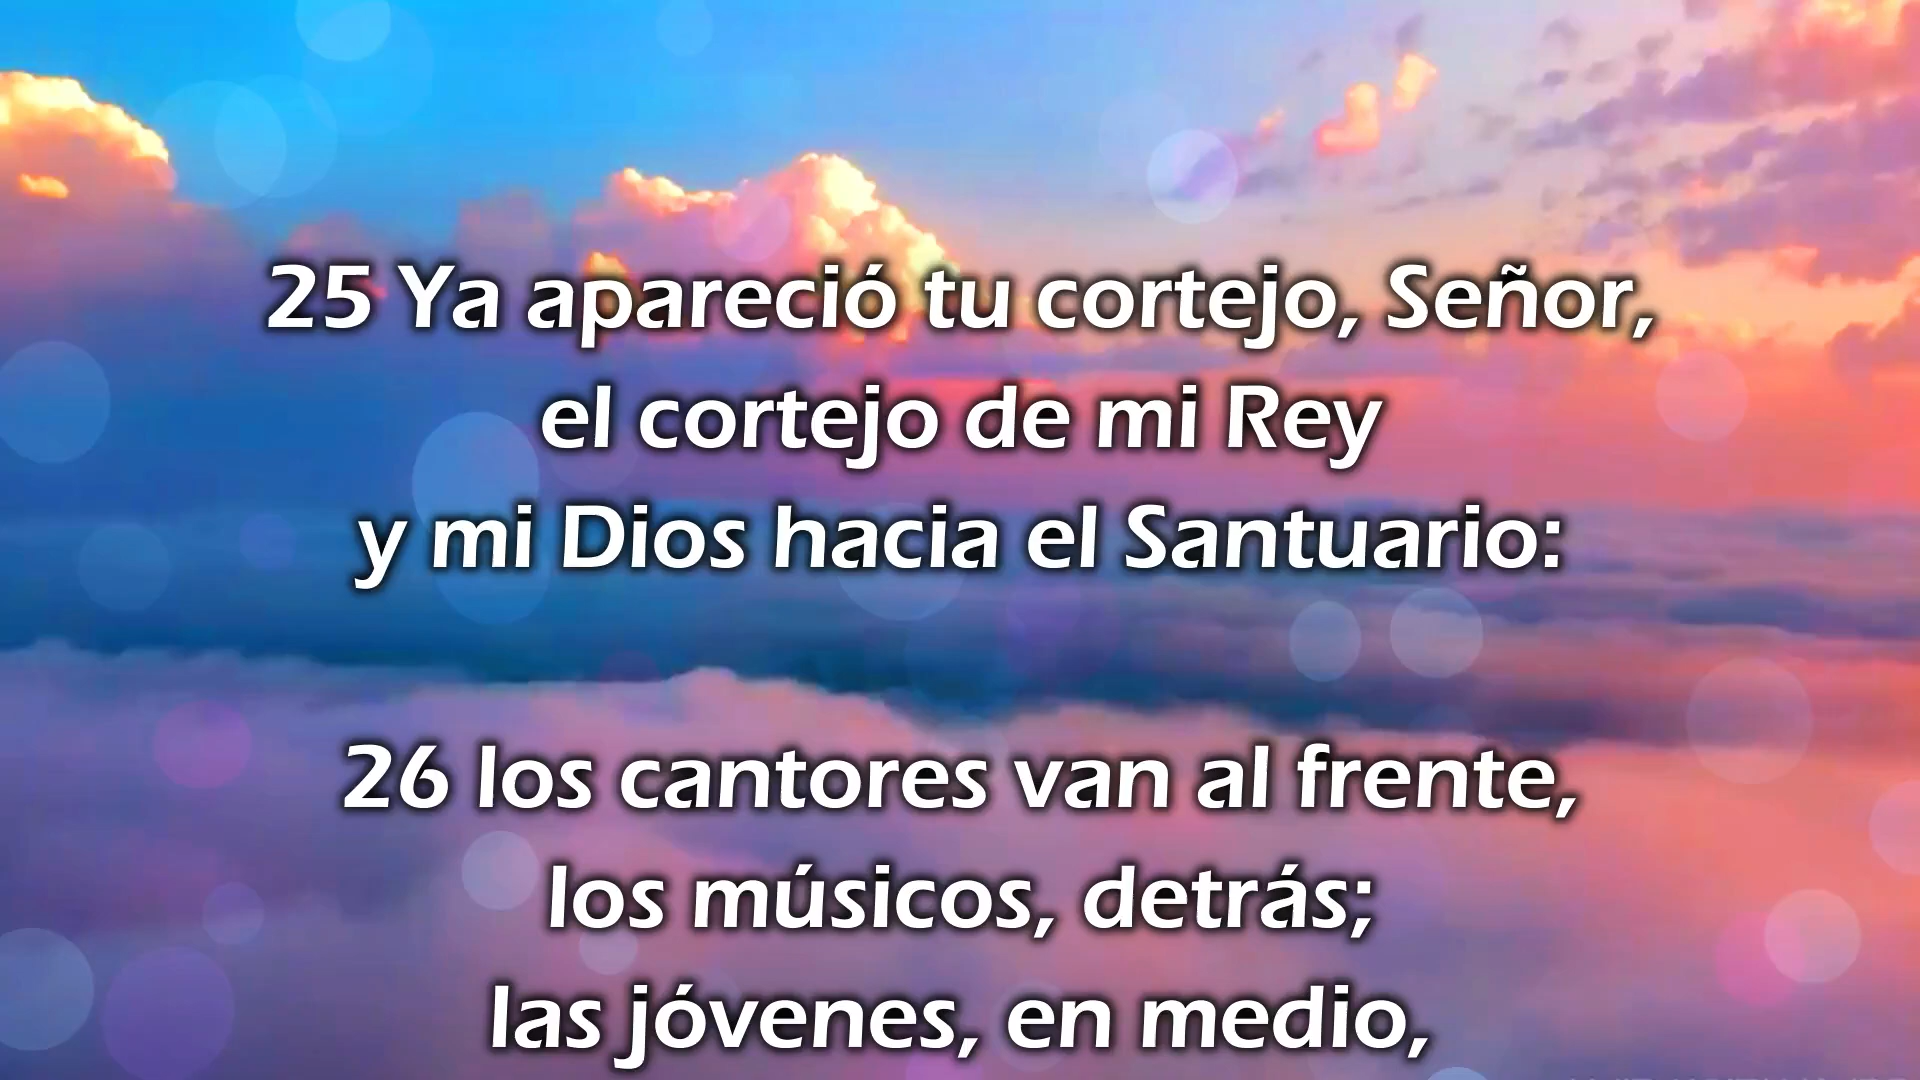 25 Ya apareció tu cortejo, Señor,
el cortejo de mi Rey
y mi Dios hacia el Santuario:
26 los cantores van al frente,
los músicos, detrás;
las jóvenes, en medio,